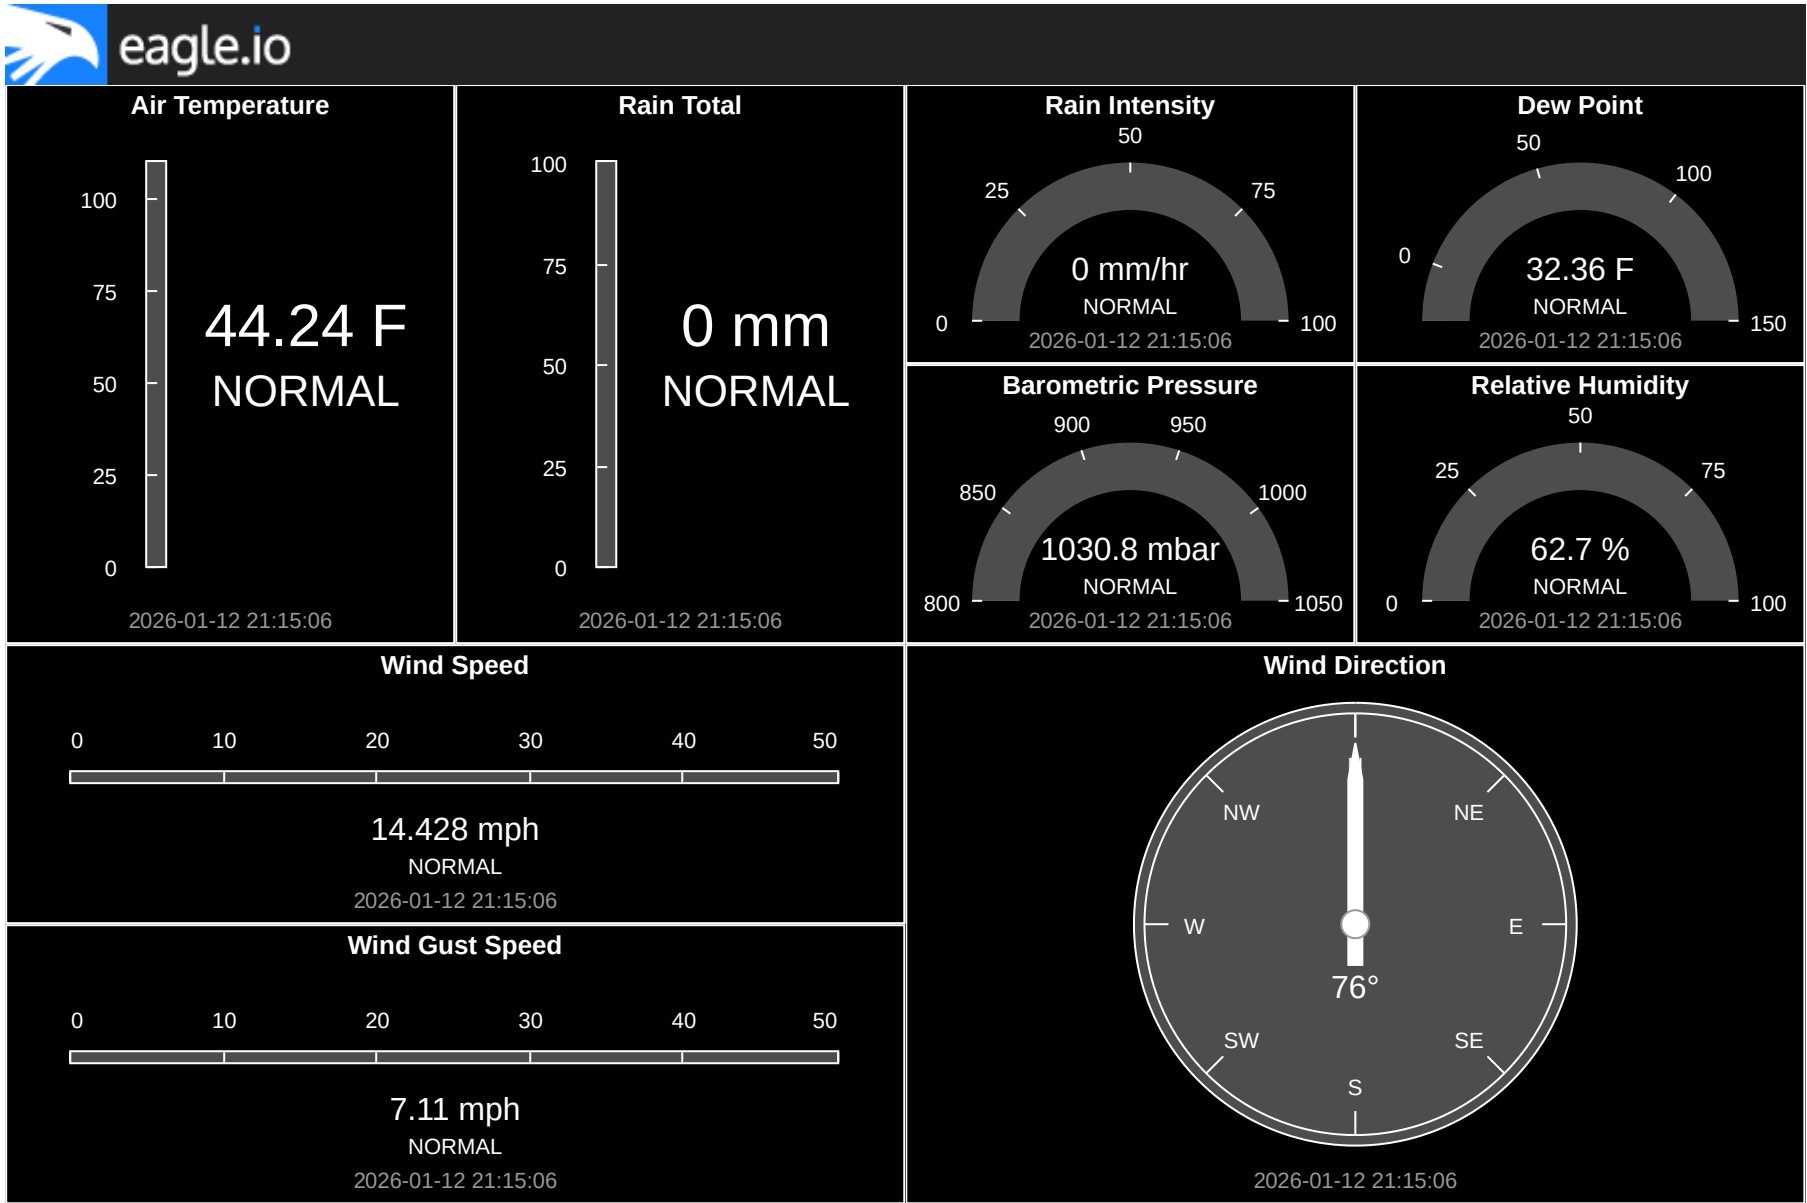 eagle.io
Air Temperature
100
75
50
25
0
44.24 F
NORMAL
2026-01-12 21:15:06
Rain Total
100
75
50
25
0
0 mm
NORMAL
2026-01-12 21:15:06
Rain Intensity
50
25
75
0
100
0 mm/hr
NORMAL
2026-01-12 21:15:06
Dew Point
50
100
0
150
32.36 F
NORMAL
2026-01-12 21:15:06
Barometric Pressure
900
950
850
1000
800
1050
1030.8 mbar
NORMAL
2026-01-12 21:15:06
Relative Humidity
50
25
75
0
100
62.7 %
NORMAL
2026-01-12 21:15:06
Wind Speed
0 10 20 30 40 50
14.428 mph
NORMAL
2026-01-12 21:15:06
Wind Gust Speed
0 10 20 30 40 50
7.11 mph
NORMAL
2026-01-12 21:15:06
Wind Direction
NW
NE
W
E
76°
SW
SE
S
2026-01-12 21:15:06